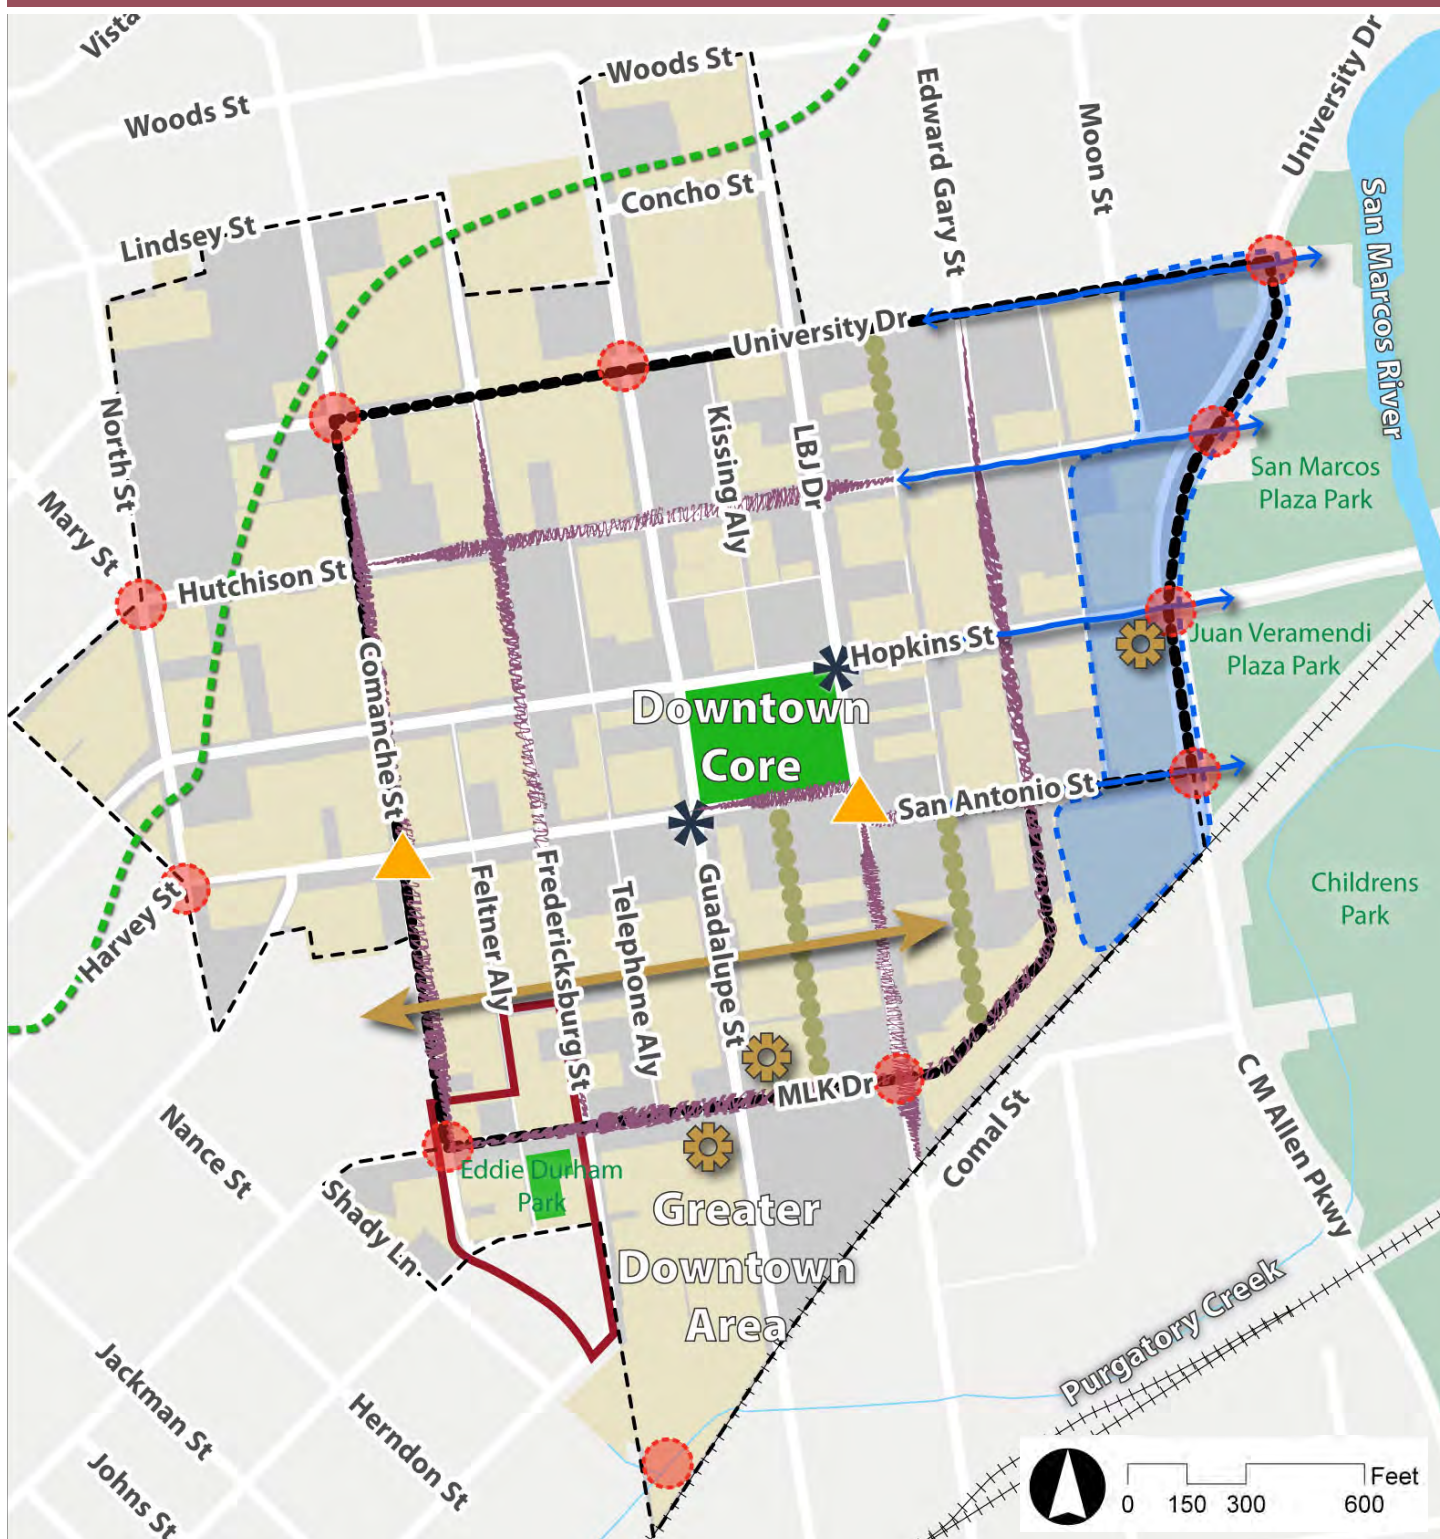 Vista
Woods St
Woods St
Edward Gary St
Moon St
University Dr
Concho St
Lindsey St
San Marcos River
University Dr
North St
Kissing Aly
LBJ Dr
San Marcos
Plaza Park
Mary St
Hutchison St
Hopkins St
Juan Veramendi
Plaza Park
Comanche St
Downtown
Core
San Antonio St
Harvey St
Feltner Aly
Fredericksburg St
Telephone Aly
Guadalupe St
Childrens
Park
MLK Dr
Comal St
C M Allen Pkwy
Nance St
Shady Ln
Eddie Durham
Park
Greater
Downtown
Area
Purgatory Creek
Jackman St
Herndon St
Johns St
Feet
0 150 300 600